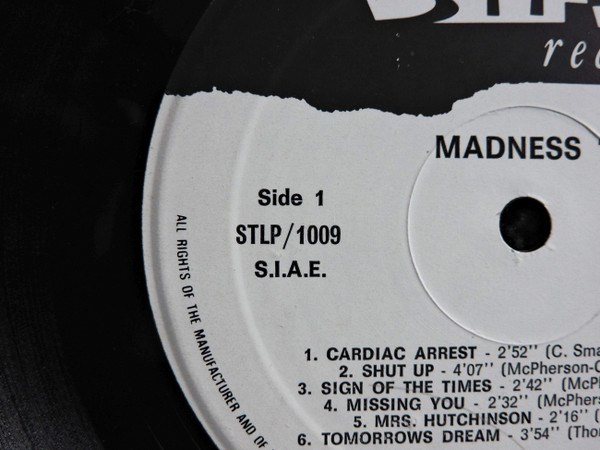 MADNESS
Side 1
STLP/1009
S.I.A.E.
1. CARDIAC ARREST - 2'52" (C.
2. SHUT UP - 4'07" (McPherson-
3. SIGN OF THE TIMES - 2'42"
4. MISSING YOU - 2'32" (McPherson
5. MRS. HUTCHINSON - 2'16" (
6. TOMORROWS DREAM - 3'54"
ALL RIGHTS OF THE MANUFACTURER AND OF